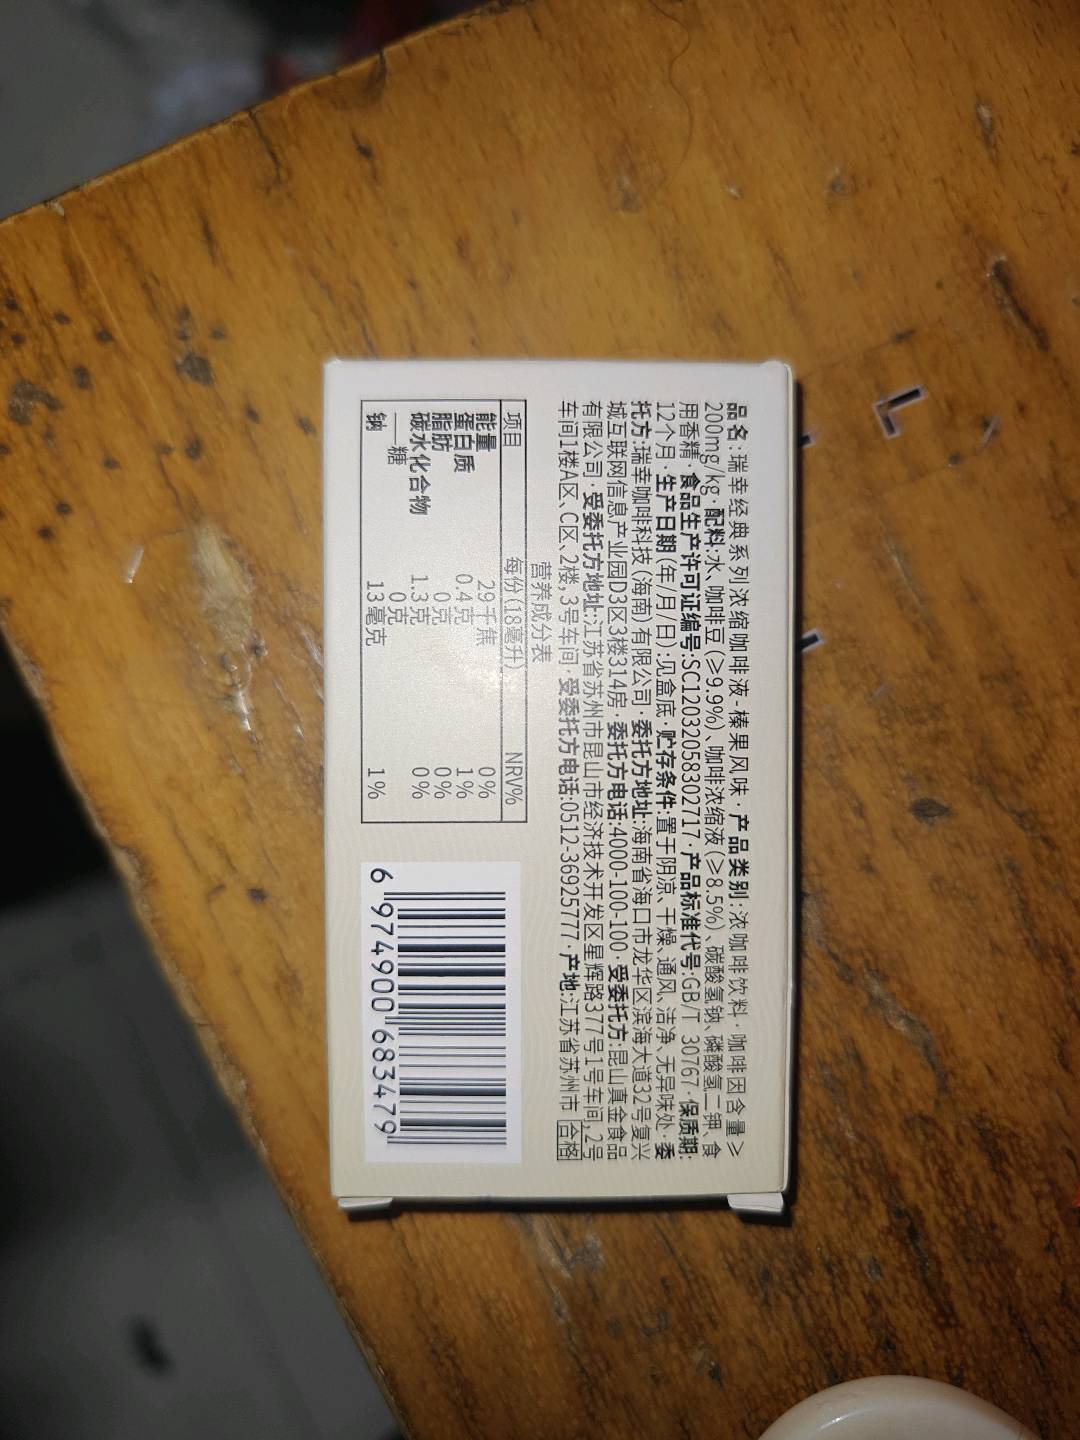 品名:瑞幸经典系列浓缩咖啡液-榛果风味·产品类别:浓咖啡饮料·咖啡因含量≥
200mg/kg·配料:水、咖啡豆(≥9.9%)、咖啡浓缩液(≥8.5%)、碳酸氢钠、磷酸氢二钾、食
用香精·食品生产许可证编号:SC12032058302717·产品标准代号:GB/T 30767·保质期:
12个月·生产日期(年/月/日):见盒底·贮存条件:置于阴凉、干燥、通风、洁净、无异味处·委
托方:瑞幸咖啡科技(海南)有限公司·委托方地址:海南省海口市龙华区滨海大道32号复兴
城互联网信息产业园D3区3楼314房·委托方电话:4000-100-100·受委托方:昆山真金食品
有限公司·受委托方地址:江苏省苏州市昆山市经济技术开发区星辉路377号1号车间,2号
车间1楼A区、C区、2楼,3号车间·受委托方电话:0512-36925777·产地:江苏省苏州市 合格
营养成分表
项目 每份(18毫升) NRV%
能量 29千焦 0%
蛋白质 0.4克 1%
脂肪 0克 0%
碳水化合物 1.3克 0%
—糖 0克
钠 13毫克 1%
6 974900 683479
L